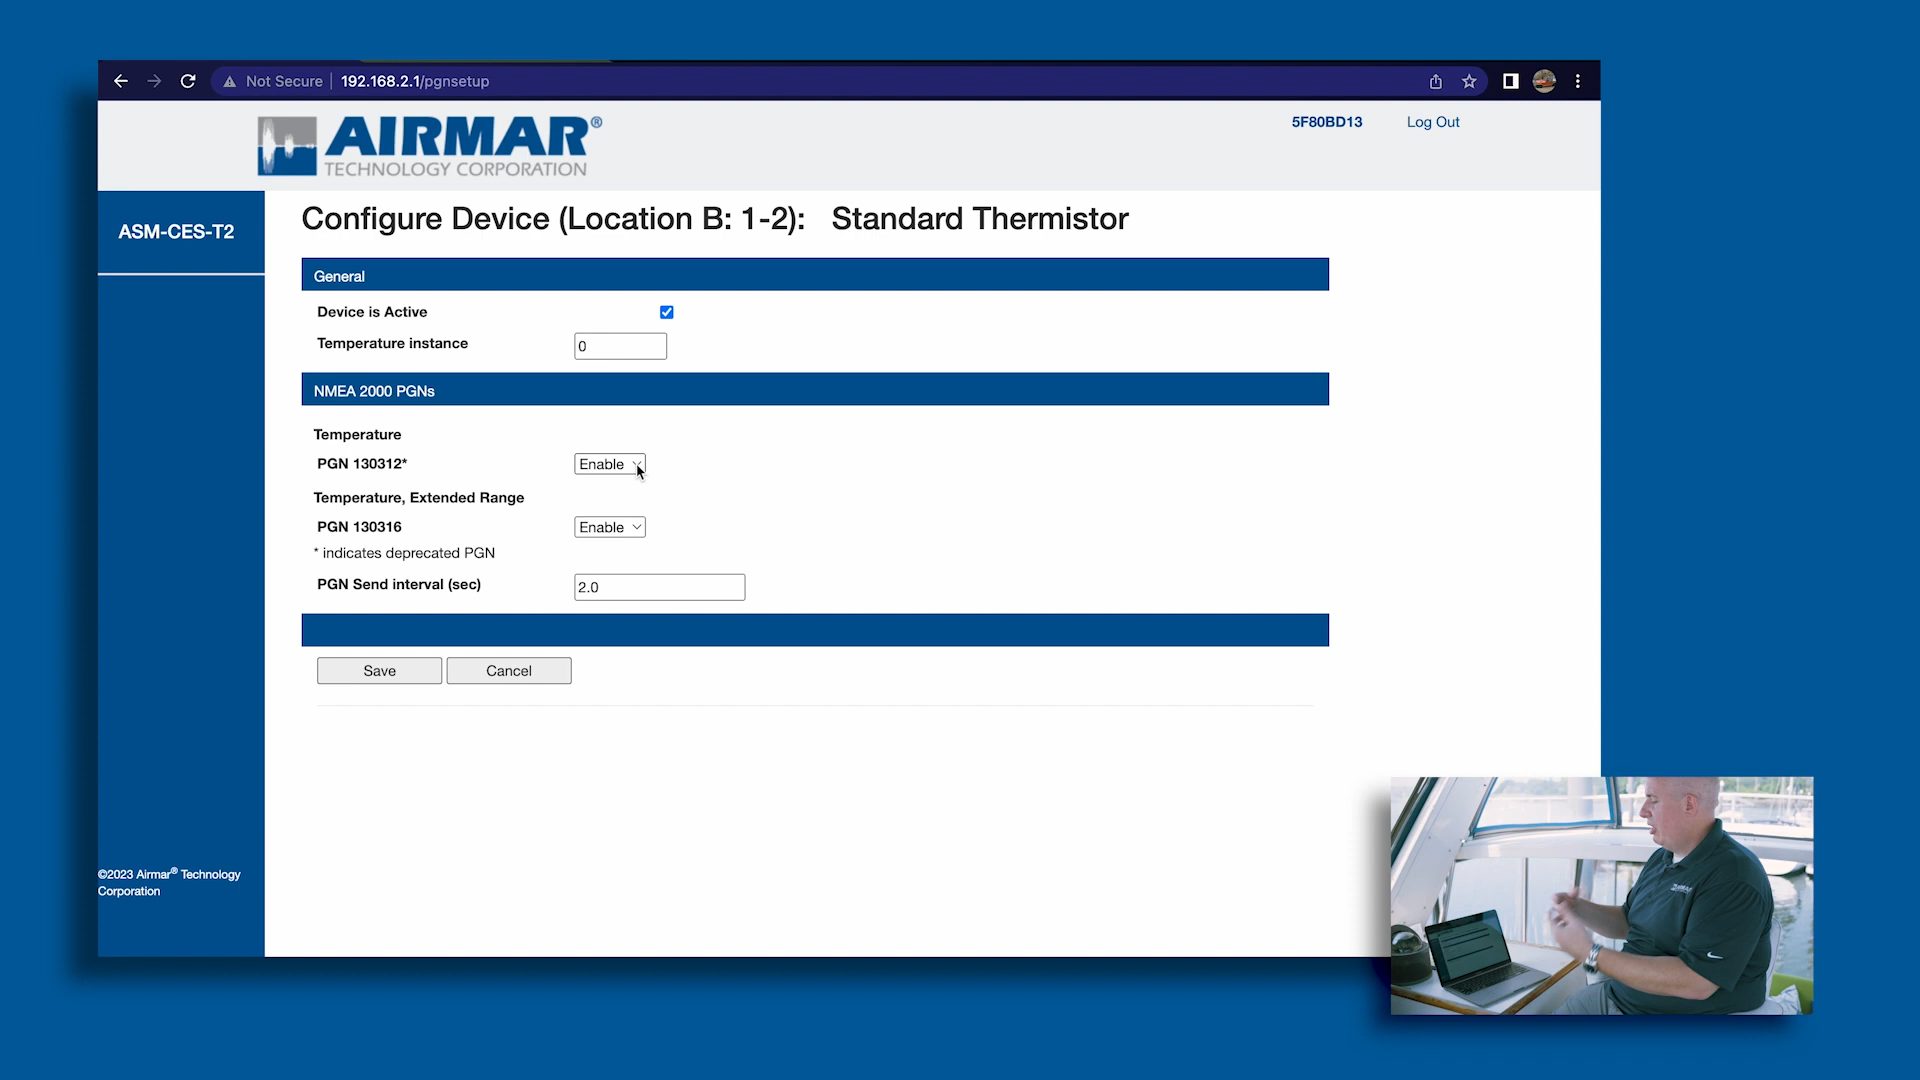 Not Secure | 192.168.2.1/pgnsetup
AIRMAR®
TECHNOLOGY CORPORATION
5F80BD13 Log Out
ASM-CES-T2
Configure Device (Location B: 1-2): Standard Thermistor
General
Device is Active
Temperature instance 0
NMEA 2000 PGNs
Temperature
PGN 130312* Enable
Temperature, Extended Range
PGN 130316 Enable
* indicates deprecated PGN
PGN Send interval (sec) 2.0
Save Cancel
©2023 Airmar® Technology
Corporation
AIRMAR